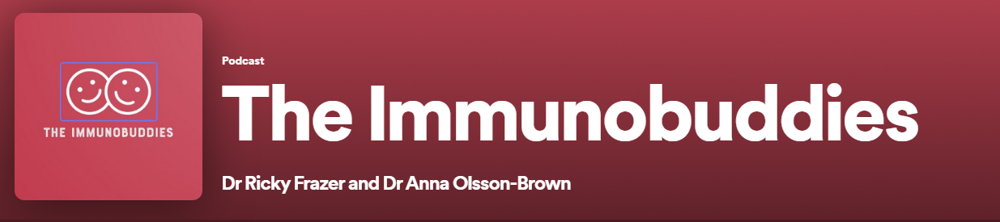 THE IMMUNOBUDDIES
Podcast
The Immunobuddies
Dr Ricky Frazer and Dr Anna Olsson-Brown